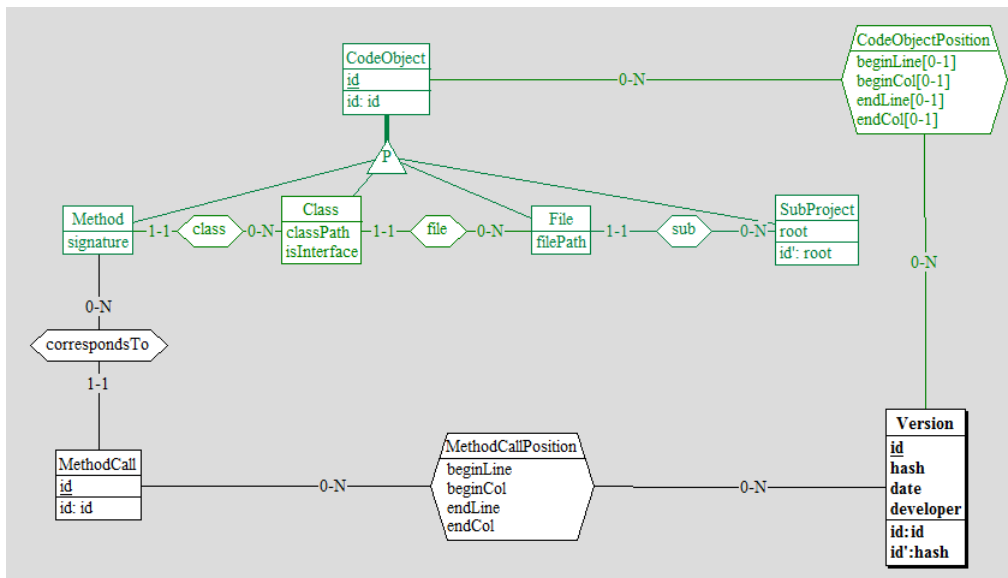 CodeObject
id
id: id
0-N
CodeObjectPosition
beginLine[0-1]
beginCol[0-1]
endLine[0-1]
endCol[0-1]
P
Method
signature
1-1
class
0-N
Class
classPath
isInterface
1-1
file
0-N
File
filePath
1-1
sub
0-N
SubProject
root
id': root
0-N
0-N
correspondsTo
1-1
MethodCall
id
id: id
0-N
MethodCallPosition
beginLine
beginCol
endLine
endCol
0-N
Version
id
hash
date
developer
id: id
id':hash